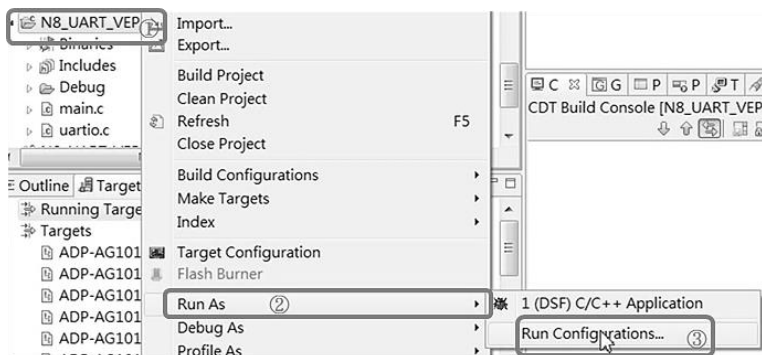 N8_UART_VEP
①
Binaries
Includes
Debug
main.c
uartio.c
Outline
Target
Running Targe
Targets
ADP-AG101
ADP-AG101
ADP-AG101
ADP-AG101
ADP-AG101
Import...
Export...
Build Project
Clean Project
Refresh F5
Close Project
Build Configurations
Make Targets
Index
Target Configuration
Flash Burner
Run As ②
Debug As
Profile As
1 (DSF) C/C++ Application
Run Configurations... ③
C G P P T
CDT Build Console [N8_UART_VEP